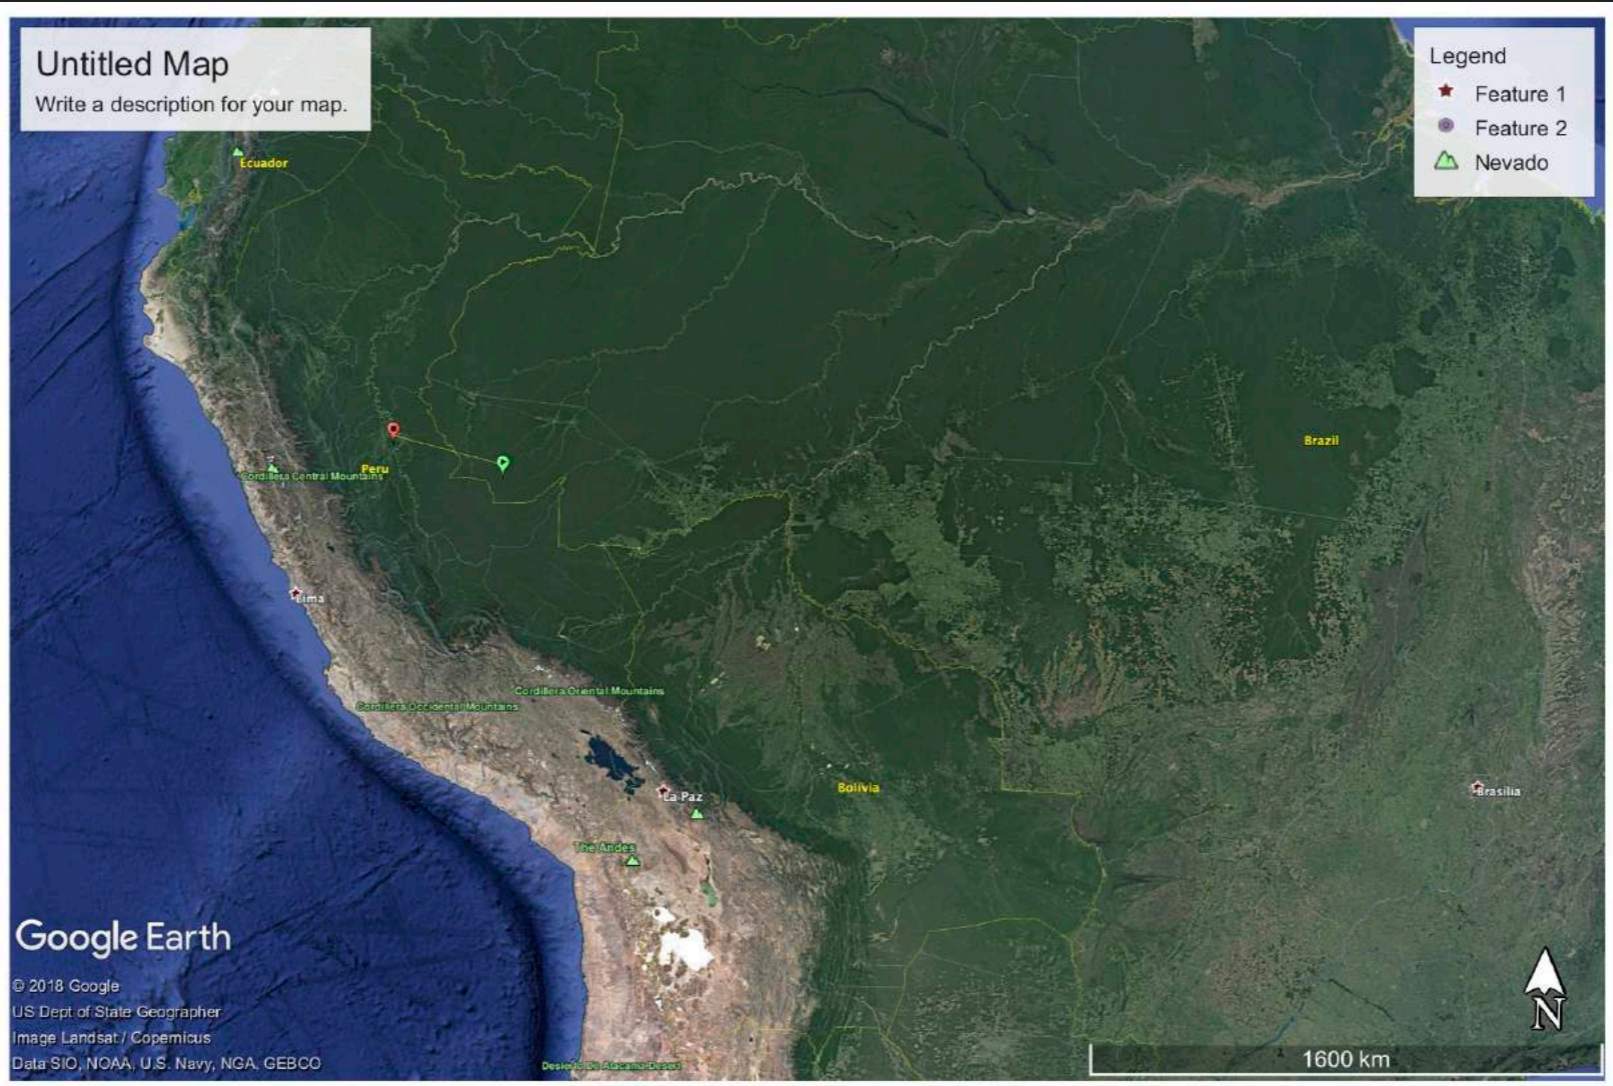 Untitled Map
Write a description for your map.
Legend
Feature 1
Feature 2
Nevado
Ecuador
Brazil
Peru
Cordillera Central Mountains
Lima
Cordillera Oriental Mountains
Cordillera Occidental Mountains
Bolivia
La Paz
Brasilia
The Andes
Google Earth
© 2018 Google
US Dept of State Geographer
Image Landsat / Copernicus
Data SIO, NOAA, U.S. Navy, NGA, GEBCO
N
1600 km
Desierto De Atacama Desert